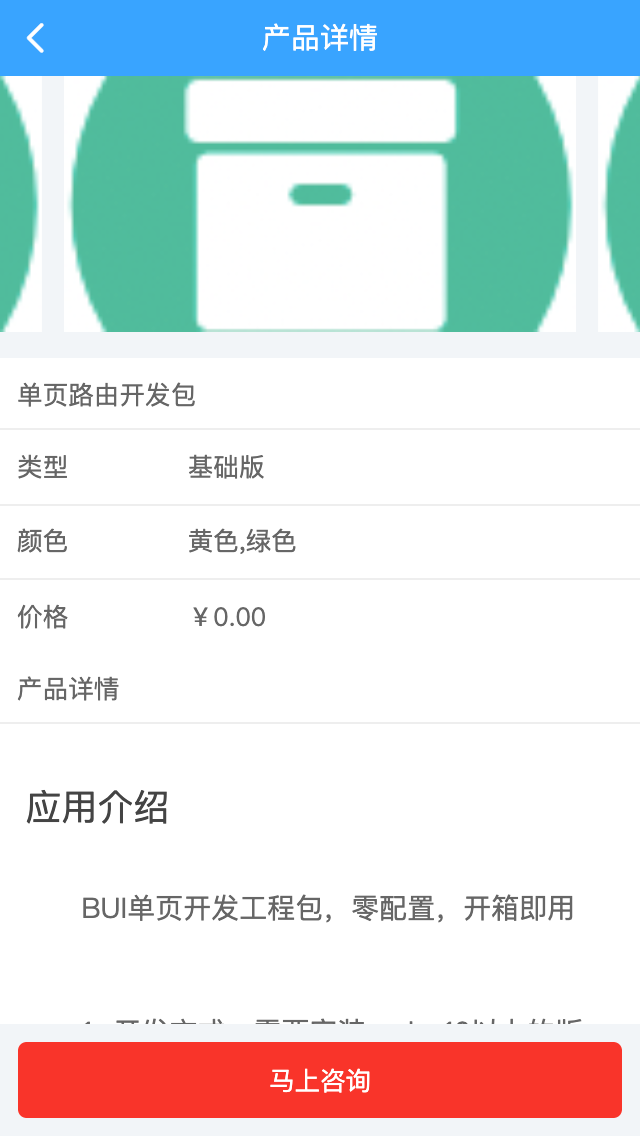 产品详情
单页路由开发包
类型 基础版
颜色 黄色,绿色
价格 ￥0.00
产品详情
应用介绍
BUI单页开发工程包，零配置，开箱即用
马上咨询